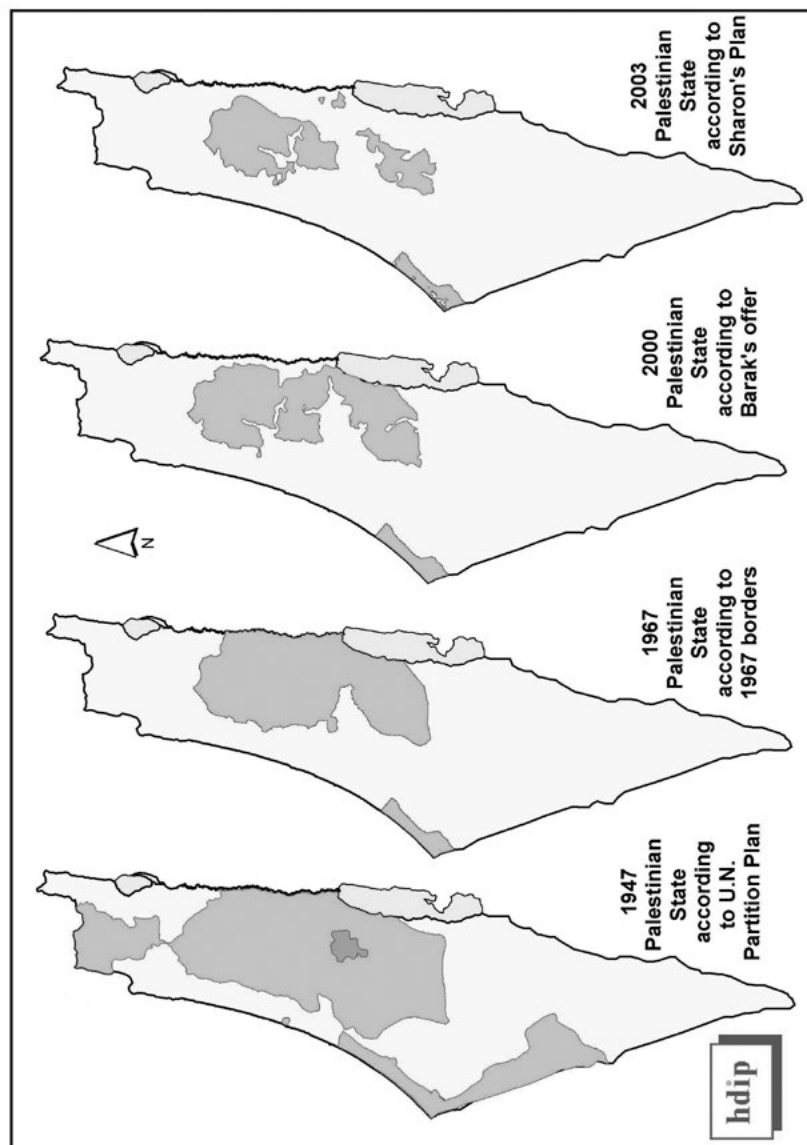 1947
Palestinian
State
according
to U.N.
Partition Plan
1967
Palestinian
State
according to
1967 borders
2000
Palestinian
State
according to
Barak's offer
2003
Palestinian
State
according to
Sharon's Plan
N
hdip